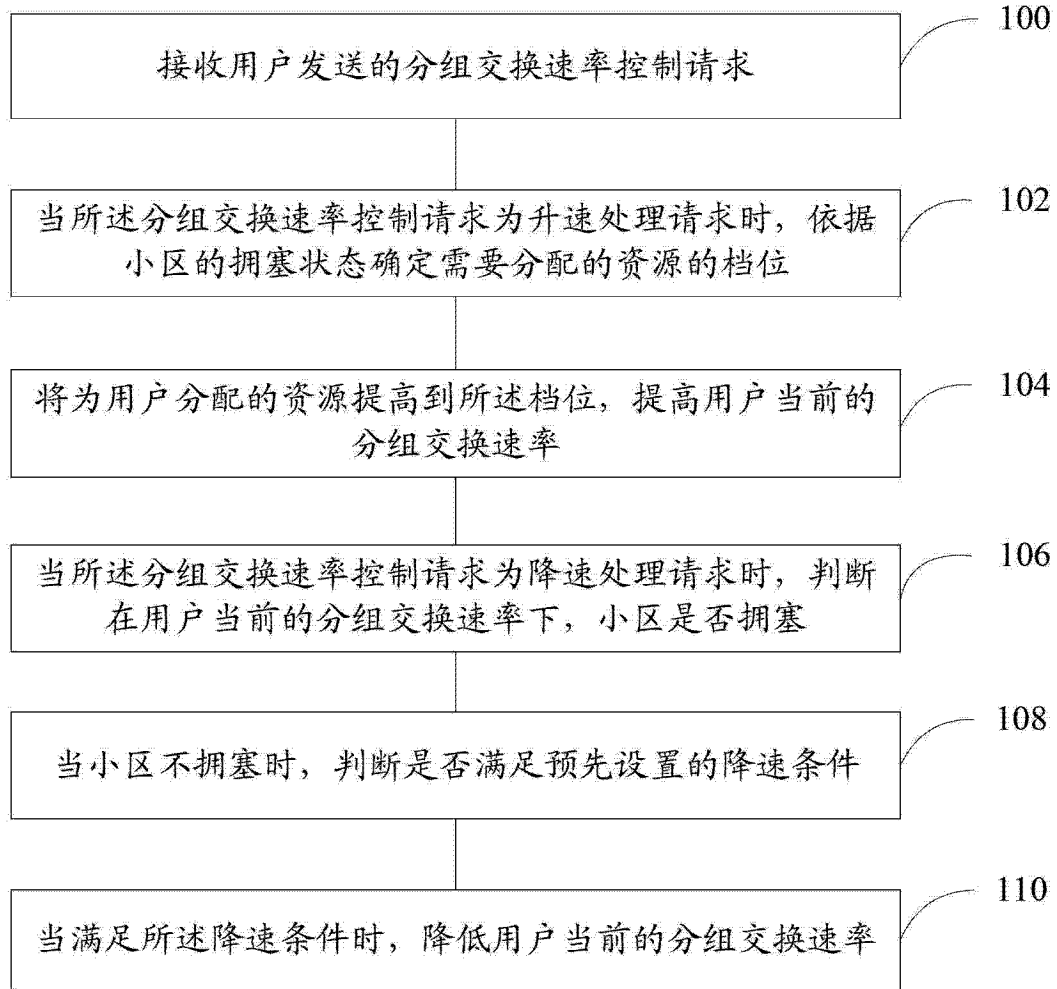 100
接收用户发送的分组交换速率控制请求
102
当所述分组交换速率控制请求为升速处理请求时，依据
小区的拥塞状态确定需要分配的资源的档位
104
将为用户分配的资源提高到所述档位，提高用户当前的
分组交换速率
106
当所述分组交换速率控制请求为降速处理请求时，判断
在用户当前的分组交换速率下，小区是否拥塞
108
当小区不拥塞时，判断是否满足预先设置的降速条件
110
当满足所述降速条件时，降低用户当前的分组交换速率